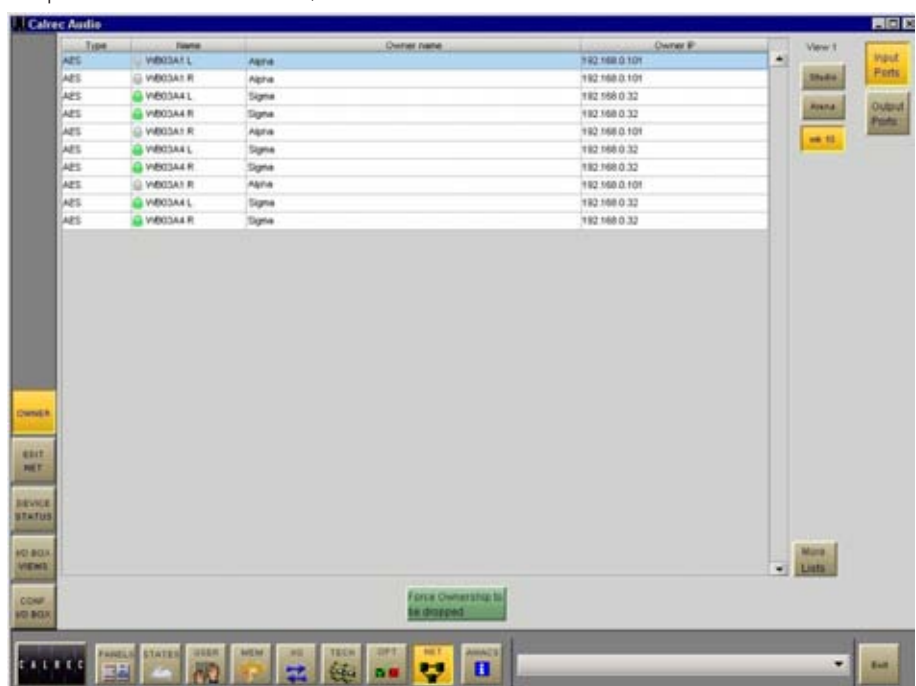 Calrec Audio
Type Name Owner name Owner IP
AES WB03A1 L Alpha 192.168.0.101
AES WB03A1 R Alpha 192.168.0.101
AES WB03A4 L Sigma 192.168.0.32
AES WB03A4 R Sigma 192.168.0.32
AES WB03A1 R Alpha 192.168.0.101
AES WB03A4 L Sigma 192.168.0.32
AES WB03A4 R Sigma 192.168.0.32
AES WB03A1 R Alpha 192.168.0.101
AES WB03A4 L Sigma 192.168.0.32
AES WB03A4 R Sigma 192.168.0.32
View 1
Studio
Arena
wk 10
Input
Ports
Output
Ports
OWNER
EDIT
NET
DEVICE
STATUS
I/O BOX
VIEWS
CONF
I/O BOX
More
Lists
Force Ownership to
be dropped
CALREC
PANELS
STATES
USER
MEM
I/O
TECH
OPT
NET
AWACS
Exit